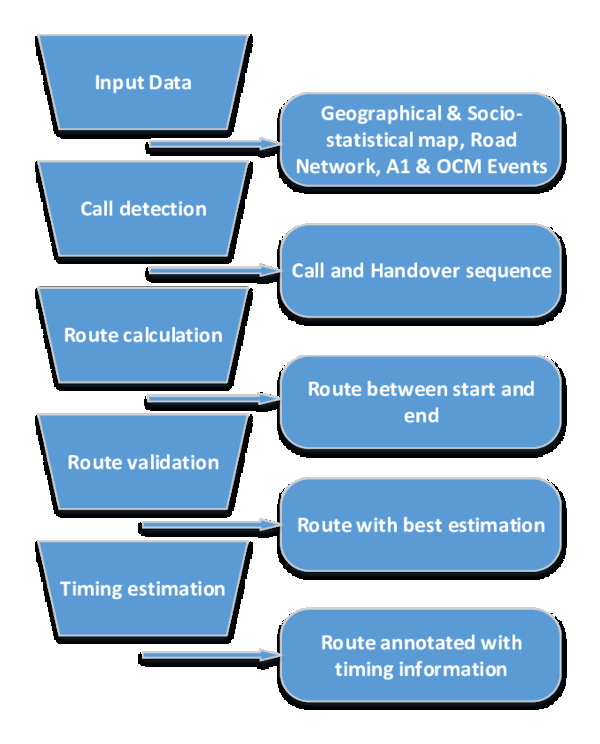 Input Data
Geographical & Socio-
statistical map, Road
Network, A1 & OCM Events
Call detection
Call and Handover sequence
Route calculation
Route between start and
end
Route validation
Route with best estimation
Timing estimation
Route annotated with
timing information